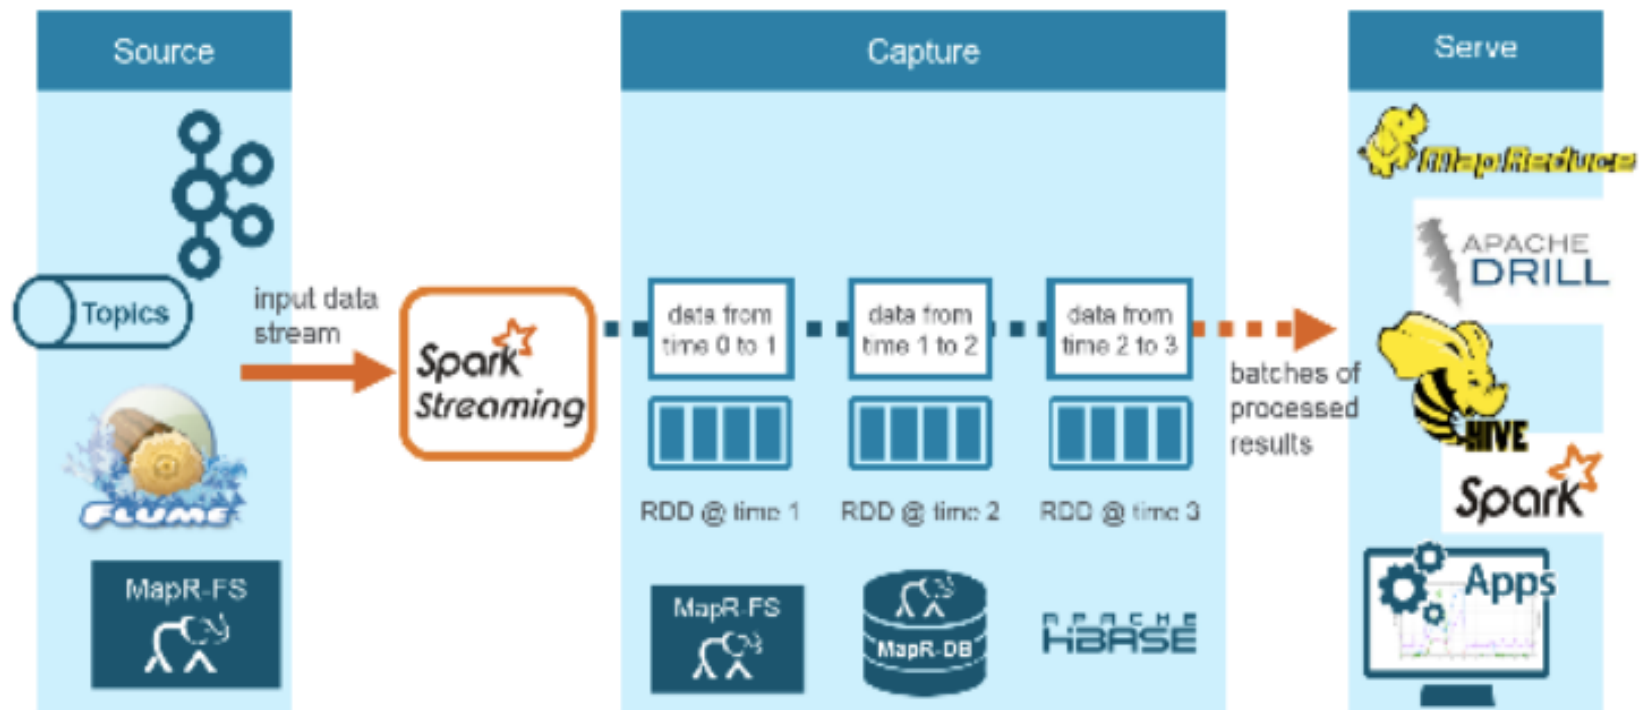 Source
Topics
FLUME
MapR-FS
input data
stream
Spark
Streaming
Capture
data from
time 0 to 1
data from
time 1 to 2
data from
time 2 to 3
RDD @ time 1
RDD @ time 2
RDD @ time 3
MapR-FS
MapR-DB
APACHE
HBASE
batches of
processed
results
Serve
MapReduce
APACHE
DRILL
HIVE
Spark
Apps